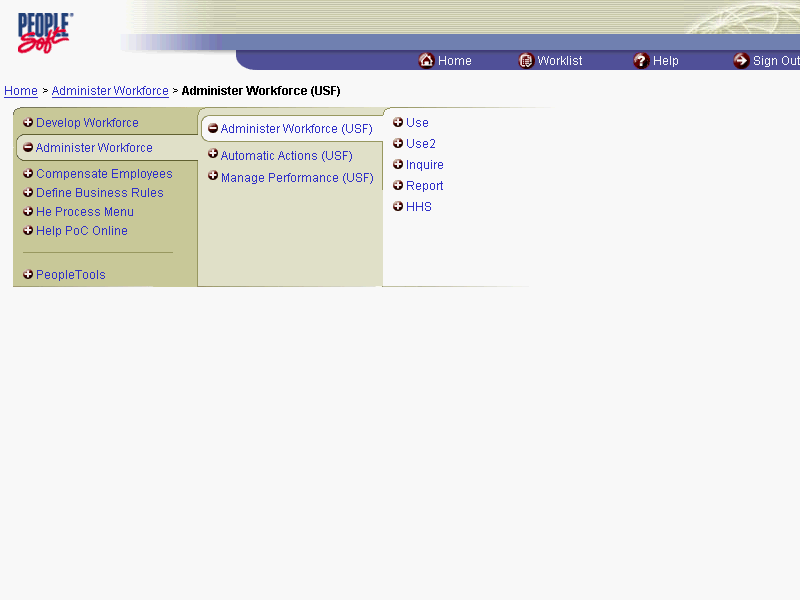 PEOPLE
Soft
Home Worklist Help Sign Out
Home > Administer Workforce > Administer Workforce (USF)
Develop Workforce
Administer Workforce
Compensate Employees
Define Business Rules
He Process Menu
Help PoC Online
PeopleTools
Administer Workforce (USF)
Automatic Actions (USF)
Manage Performance (USF)
Use
Use2
Inquire
Report
HHS